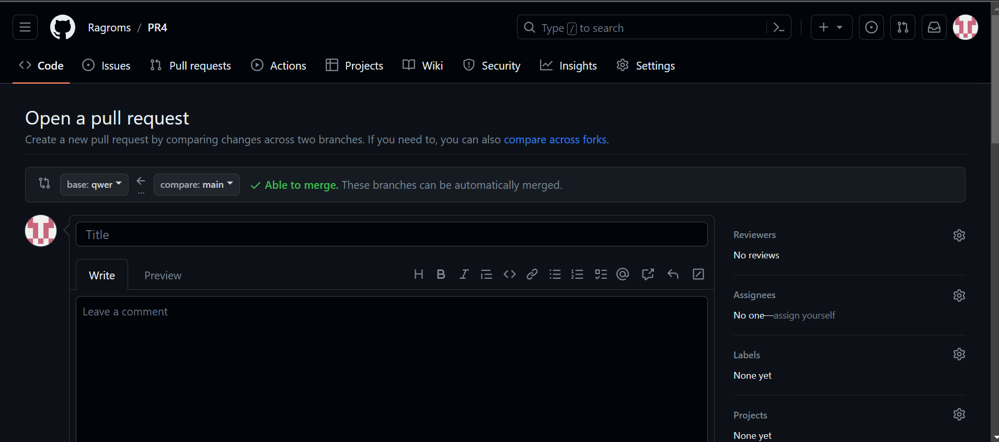 Ragroms / PR4
Type / to search
Code Issues Pull requests Actions Projects Wiki Security Insights Settings
Open a pull request
Create a new pull request by comparing changes across two branches. If you need to, you can also compare across forks.
base: qwer ... compare: main Able to merge. These branches can be automatically merged.
Title
Write Preview
Leave a comment
Reviewers
No reviews
Assignees
No one—assign yourself
Labels
None yet
Projects
None yet